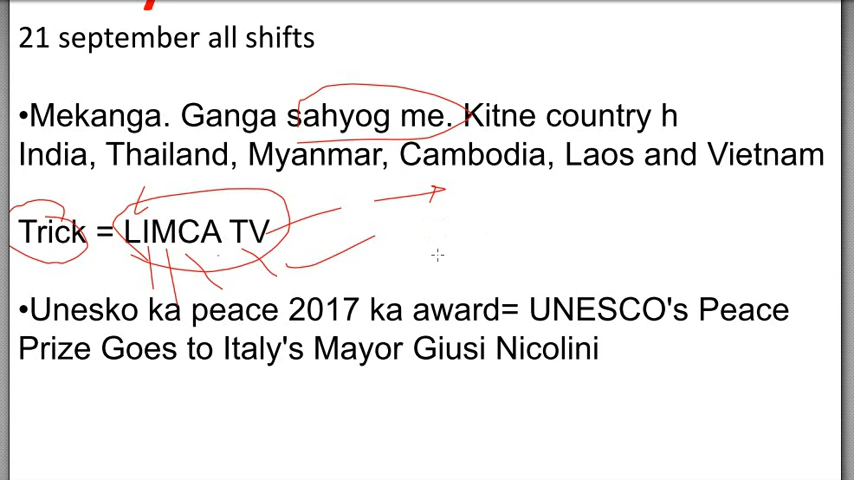 21 september all shifts
•Mekanga. Ganga sahyog me. Kitne country h
India, Thailand, Myanmar, Cambodia, Laos and Vietnam
Trick = LIMCA TV
•Unesko ka peace 2017 ka award= UNESCO's Peace
Prize Goes to Italy's Mayor Giusi Nicolini